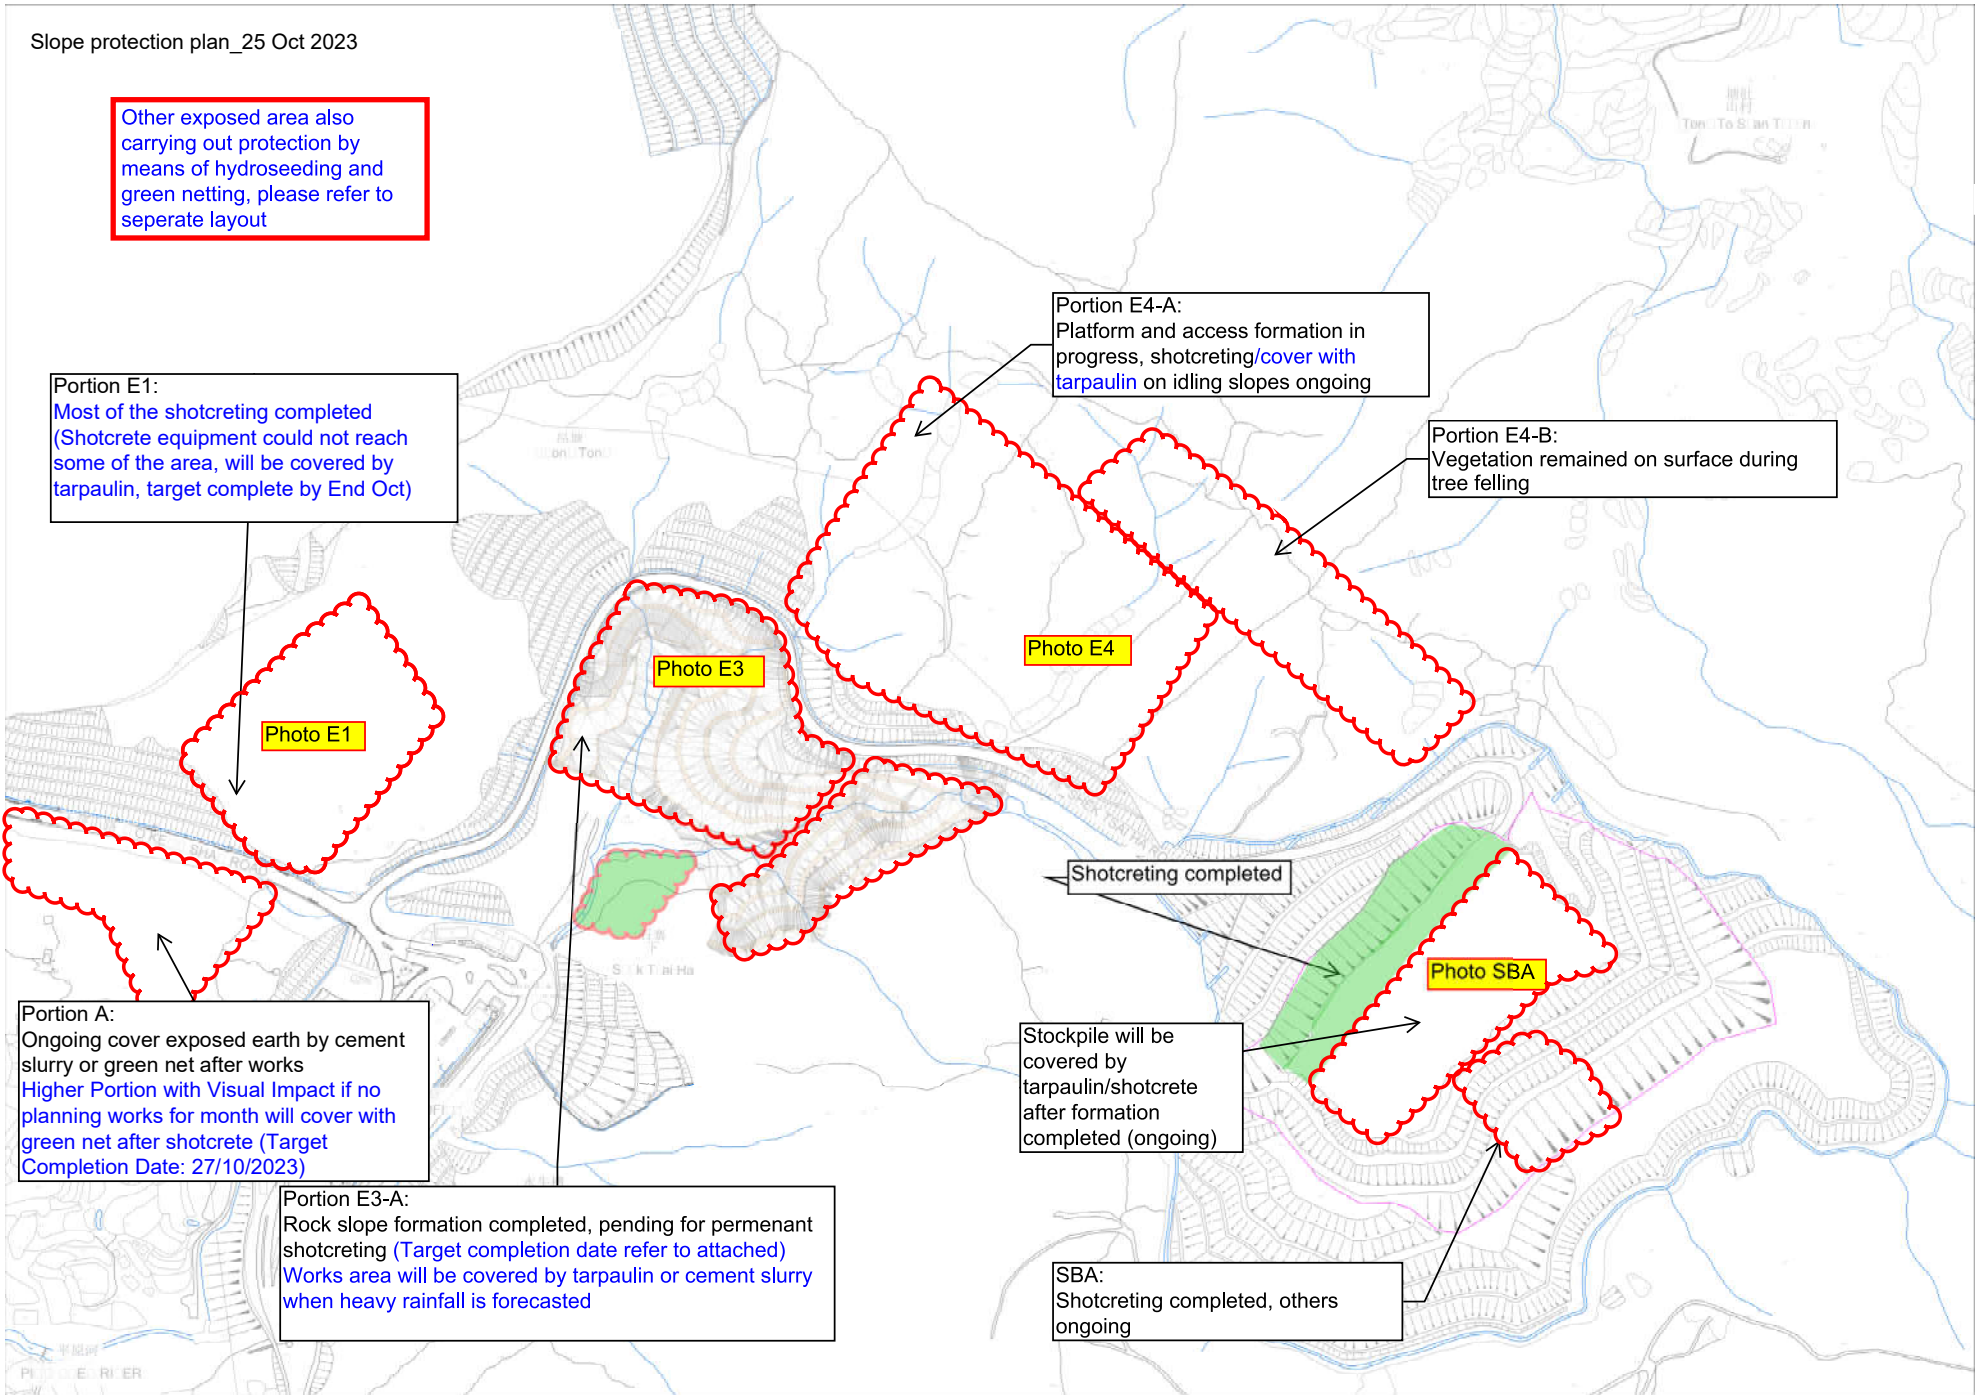 Slope protection plan_25 Oct 2023
Other exposed area also
carrying out protection by
means of hydroseeding and
green netting, please refer to
seperate layout
Portion E4-A:
Platform and access formation in
progress, shotcreting/cover with
tarpaulin on idling slopes ongoing
Portion E1:
Most of the shotcreting completed
(Shotcrete equipment could not reach
some of the area, will be covered by
tarpaulin, target complete by End Oct)
Portion E4-B:
Vegetation remained on surface during
tree felling
Photo E3
Photo E4
Photo E1
Shotcreting completed
Photo SBA
Portion A:
Ongoing cover exposed earth by cement
slurry or green net after works
Higher Portion with Visual Impact if no
planning works for month will cover with
green net after shotcrete (Target
Completion Date: 27/10/2023)
Stockpile will be
covered by
tarpaulin/shotcrete
after formation
completed (ongoing)
Portion E3-A:
Rock slope formation completed, pending for permenant
shotcreting (Target completion date refer to attached)
Works area will be covered by tarpaulin or cement slurry
when heavy rainfall is forecasted
SBA:
Shotcreting completed, others
ongoing
平原河